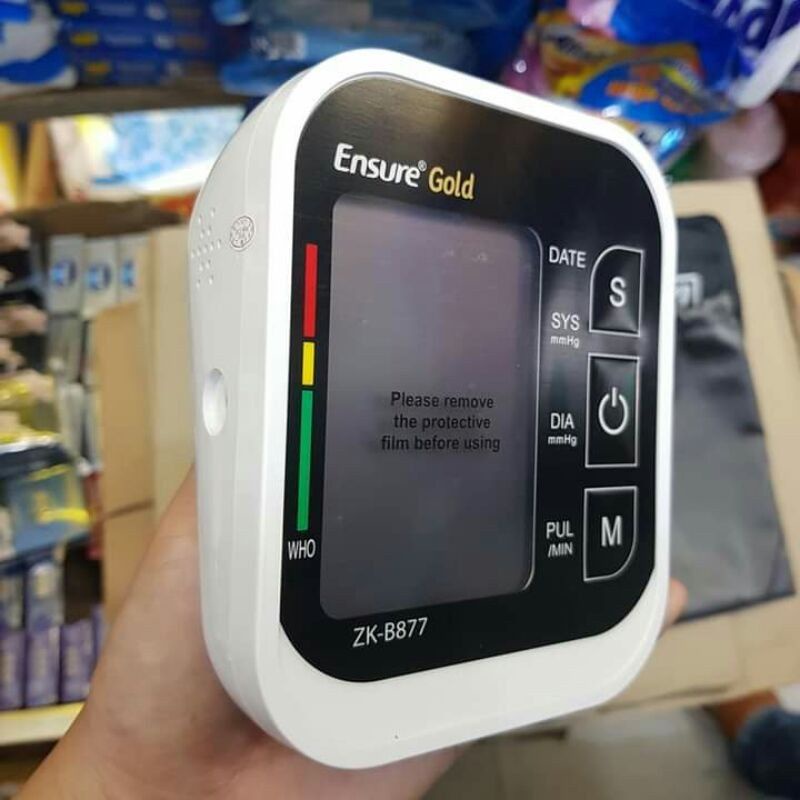 Ensure® Gold
DATE
S
SYS
mmHg
Please remove
the protective
film before using
DIA
mmHg
PUL
/MIN
M
WHO
ZK-B877